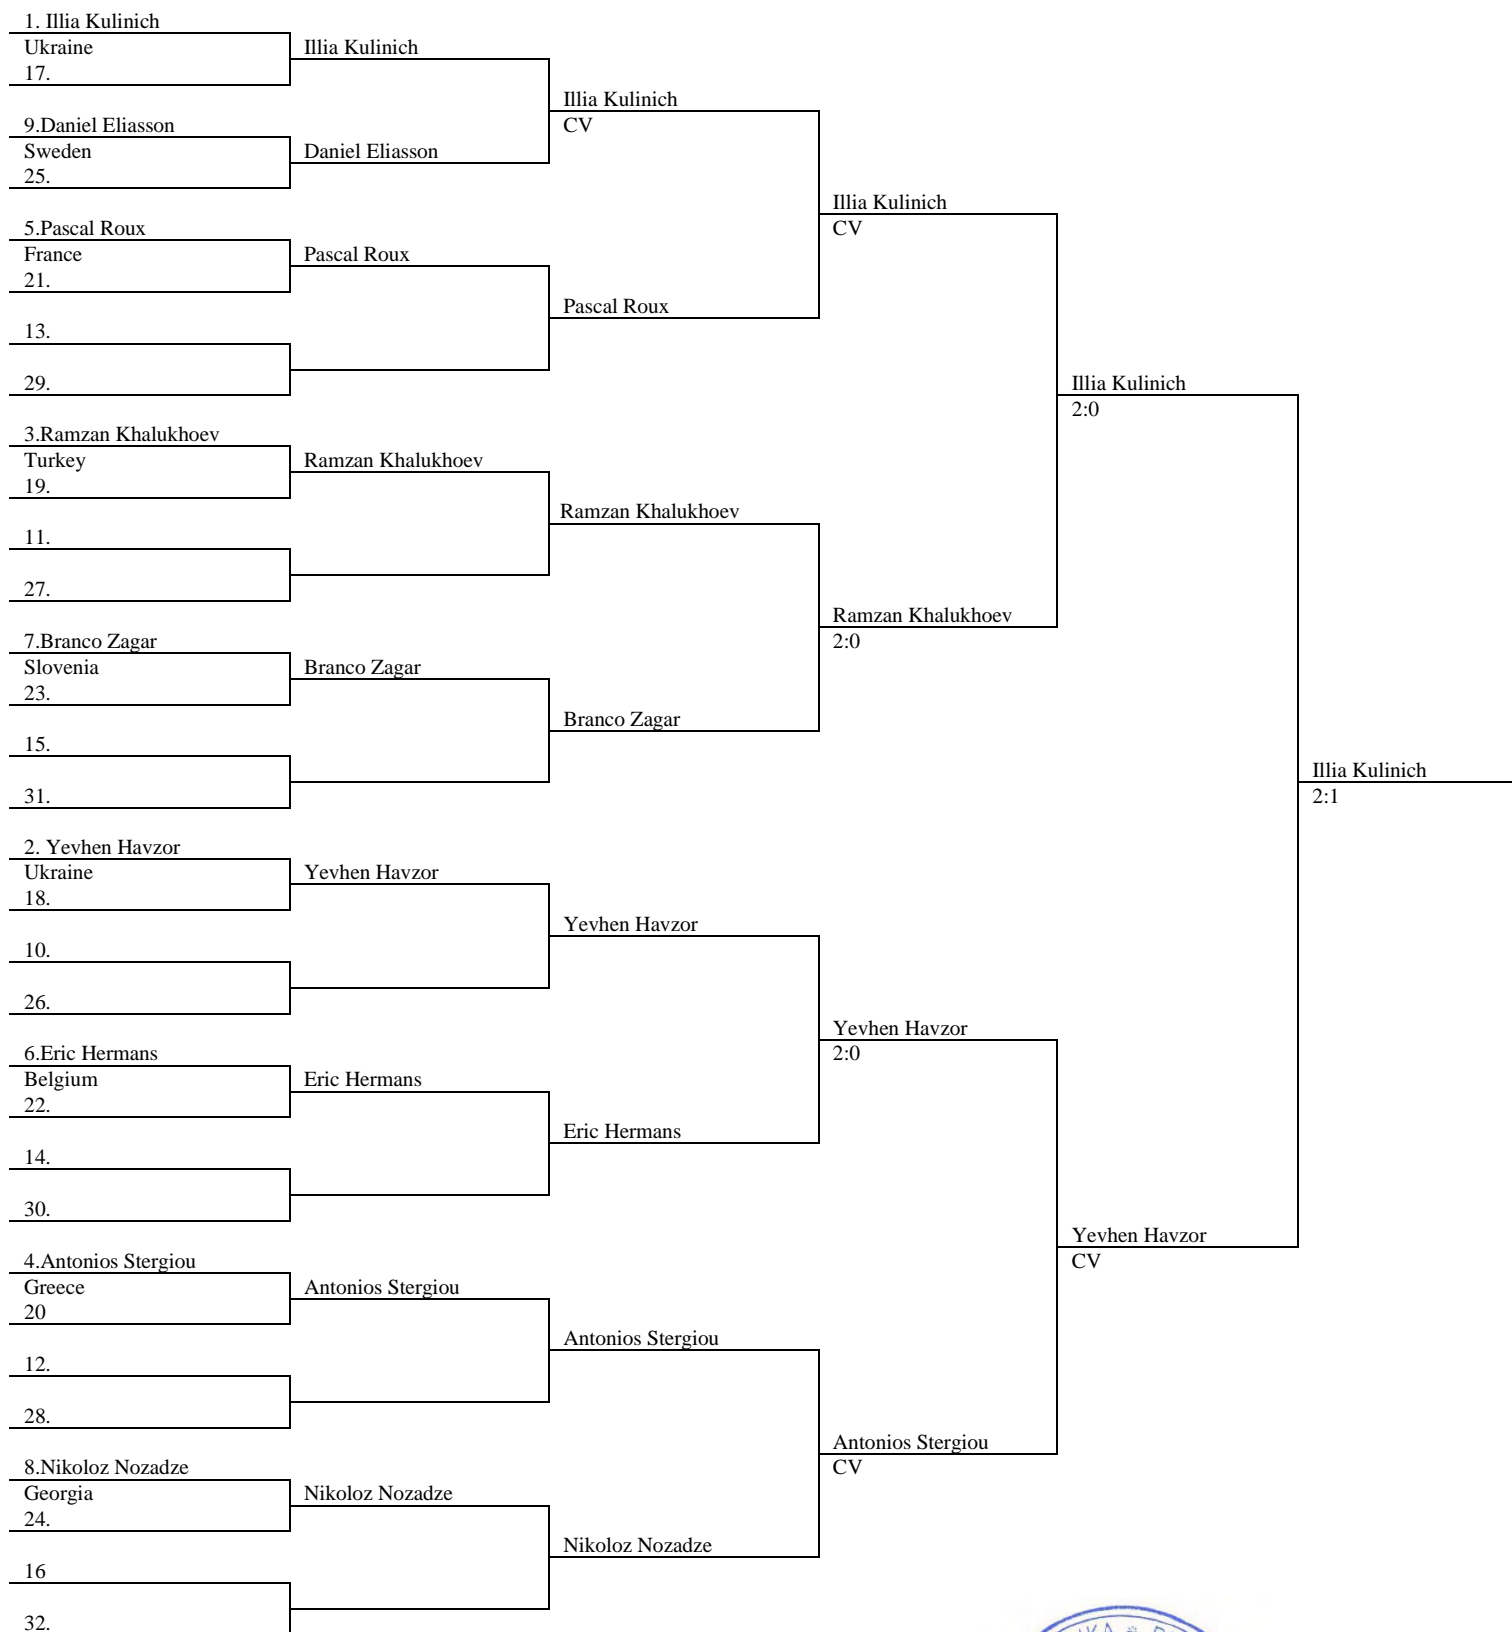 1. Illia Kulinich
Ukraine
17.
9.Daniel Eliasson
Sweden
25.
5.Pascal Roux
France
21.
13.
29.
3.Ramzan Khalukhoev
Turkey
19.
11.
27.
7.Branco Zagar
Slovenia
23.
15.
31.
2. Yevhen Havzor
Ukraine
18.
10.
26.
6.Eric Hermans
Belgium
22.
14.
30.
4.Antonios Stergiou
Greece
20
12.
28.
8.Nikoloz Nozadze
Georgia
24.
16
32.
Illia Kulinich
Daniel Eliasson
Pascal Roux
Ramzan Khalukhoev
Branco Zagar
Yevhen Havzor
Eric Hermans
Antonios Stergiou
Nikoloz Nozadze
Illia Kulinich
CV
Pascal Roux
Ramzan Khalukhoev
Branco Zagar
Yevhen Havzor
Eric Hermans
Antonios Stergiou
Nikoloz Nozadze
Illia Kulinich
CV
Ramzan Khalukhoev
2:0
Yevhen Havzor
2:0
Antonios Stergiou
CV
Illia Kulinich
2:0
Yevhen Havzor
CV
Illia Kulinich
2:1